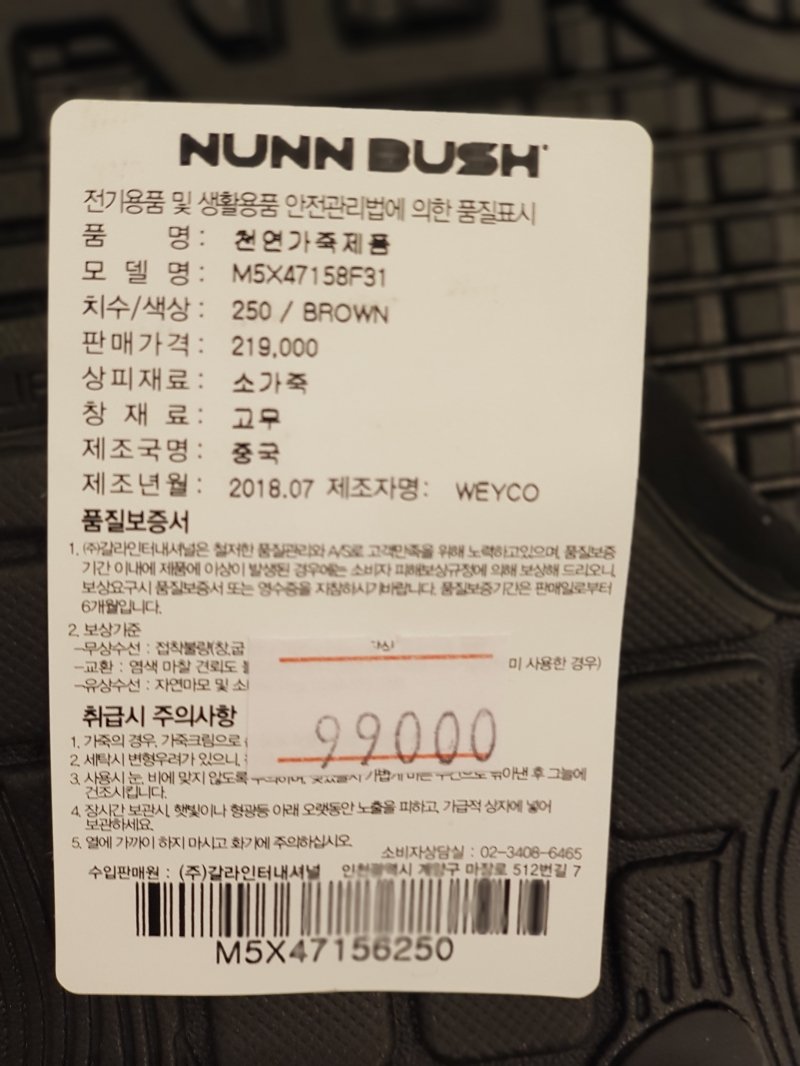 NUNN BUSH
전기용품 및 생활용품 안전관리법에 의한 품질표시
품 명 : 천연가죽제품
모 델 명 : M5X47158F31
치수/색상 : 250 / BROWN
판매가격 : 219,000
상피재료 : 소가죽
창 재 료 : 고무
제조국명 : 중국
제조년월 : 2018.07 제조자명 : WEYCO
품질보증서
1. (주)갈라인터내셔널은 철저한 품질관리와 A/S로 고객만족을 위해 노력하고있으며, 품질보증
기간 이내에 제품에 이상이 발생된 경우에는 소비자 피해보상규정에 의해 보상해 드리오니,
보상요구시 품질보증서 또는 영수증을 지참하시기바랍니다. 품질보증기간은 판매일로부터
6개월입니다.
2. 보상기준
-무상수선 : 접착불량(창,굽
-교환 : 염색 마찰 견뢰도 불 미 사용한 경우)
-유상수선 : 자연마모 및 소
99000
취급시 주의사항
1. 가죽의 경우, 가죽크림으로
2. 세탁시 변형우려가 있으니,
3. 사용시 눈, 비에 맞지 않도록 후 그늘에
건조시킵니다.
4. 장시간 보관시, 햇빛이나 형광등 아래 오랫동안 노출을 피하고, 가급적 상자에 넣어
보관하세요.
5. 열에 가까이 하지 마시고 화기에 주의하십시오.
소비자상담실 : 02-3408-6465
수입판매원 : (주)갈라인터내셔널 인천광역시 계양구 마장로 512번길 7
M5X47156250